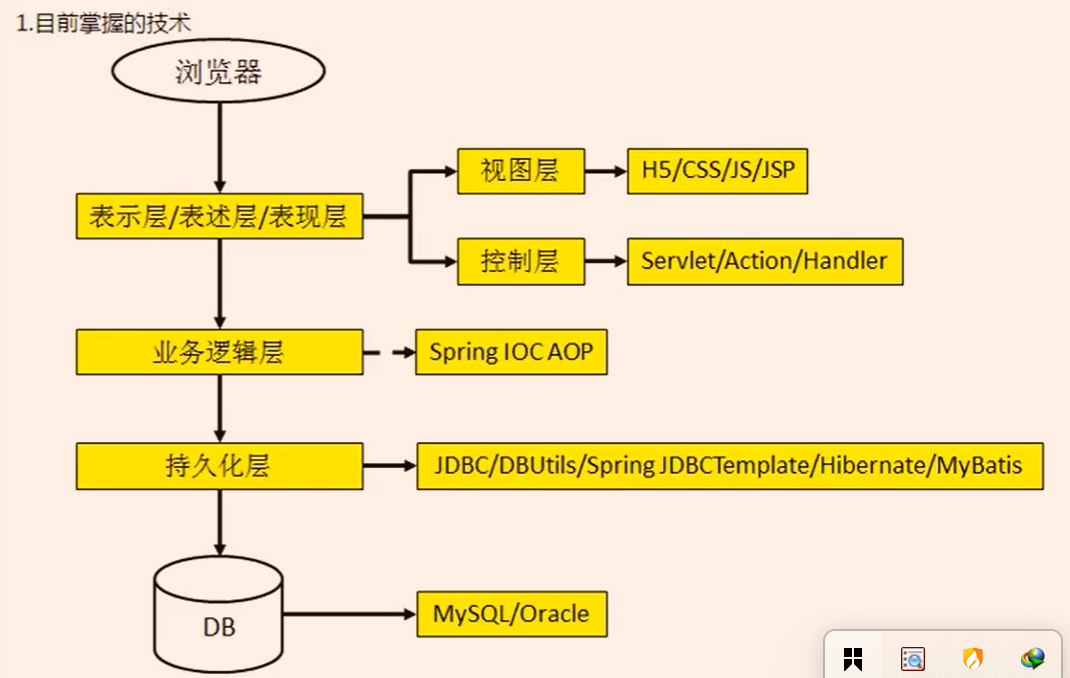 1.目前掌握的技术
浏览器
视图层
H5/CSS/JS/JSP
表示层/表述层/表现层
控制层
Servlet/Action/Handler
业务逻辑层
Spring IOC AOP
持久化层
JDBC/DBUtils/Spring JDBCTemplate/Hibernate/MyBatis
DB
MySQL/Oracle